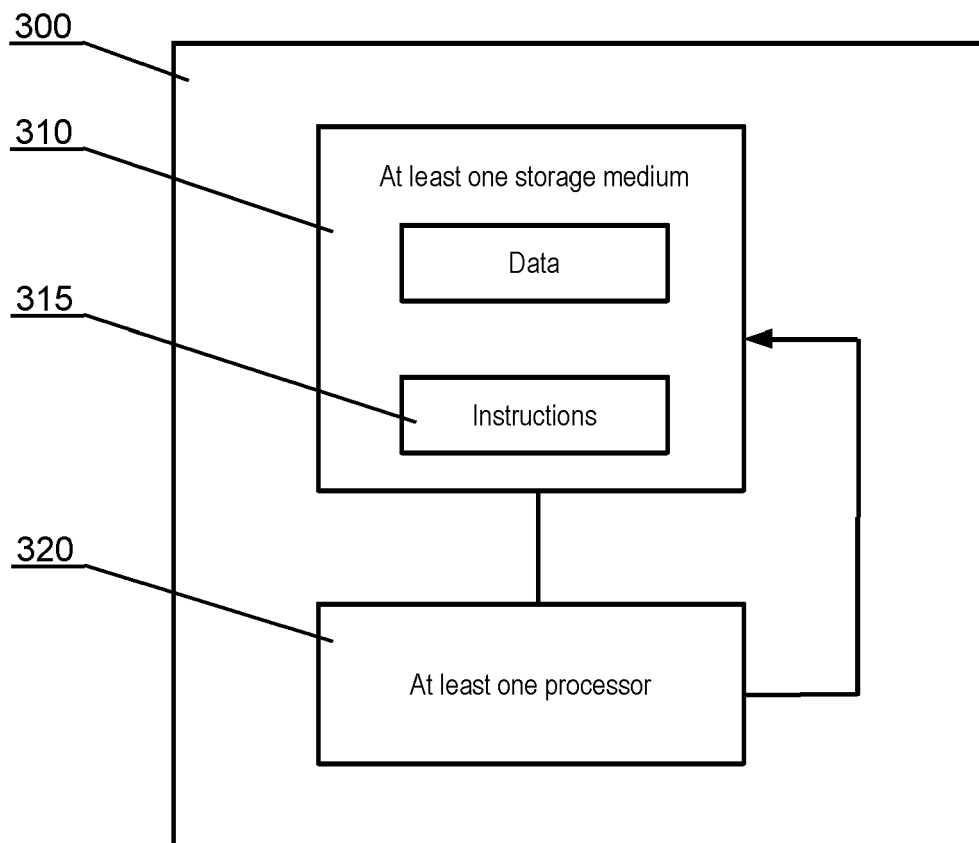 300
310
At least one storage medium
Data
315
Instructions
320
At least one processor